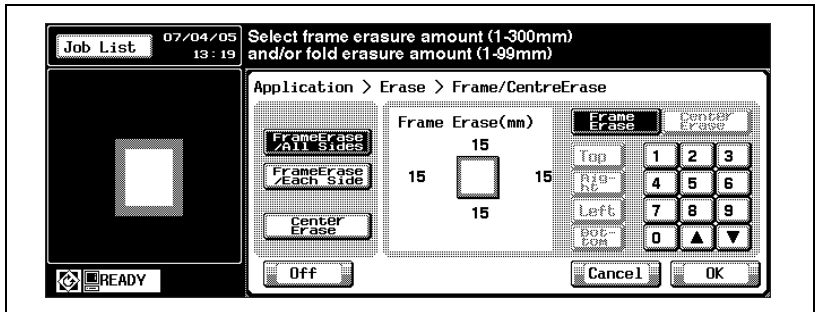 Job List
07/04/05
13:19
Select frame erasure amount (1-300mm)
and/or fold erasure amount (1-99mm)
Application > Erase > Frame/CentreErase
FrameErase
/All Sides
FrameErase
/Each Side
Center
Erase
Frame Erase(mm)
15
15 15
15
Frame
Erase
Center
Erase
Top
Rig-
ht
Left
Bot-
tom
1 2 3
4 5 6
7 8 9
0 ▲ ▼
READY
Off
Cancel
OK